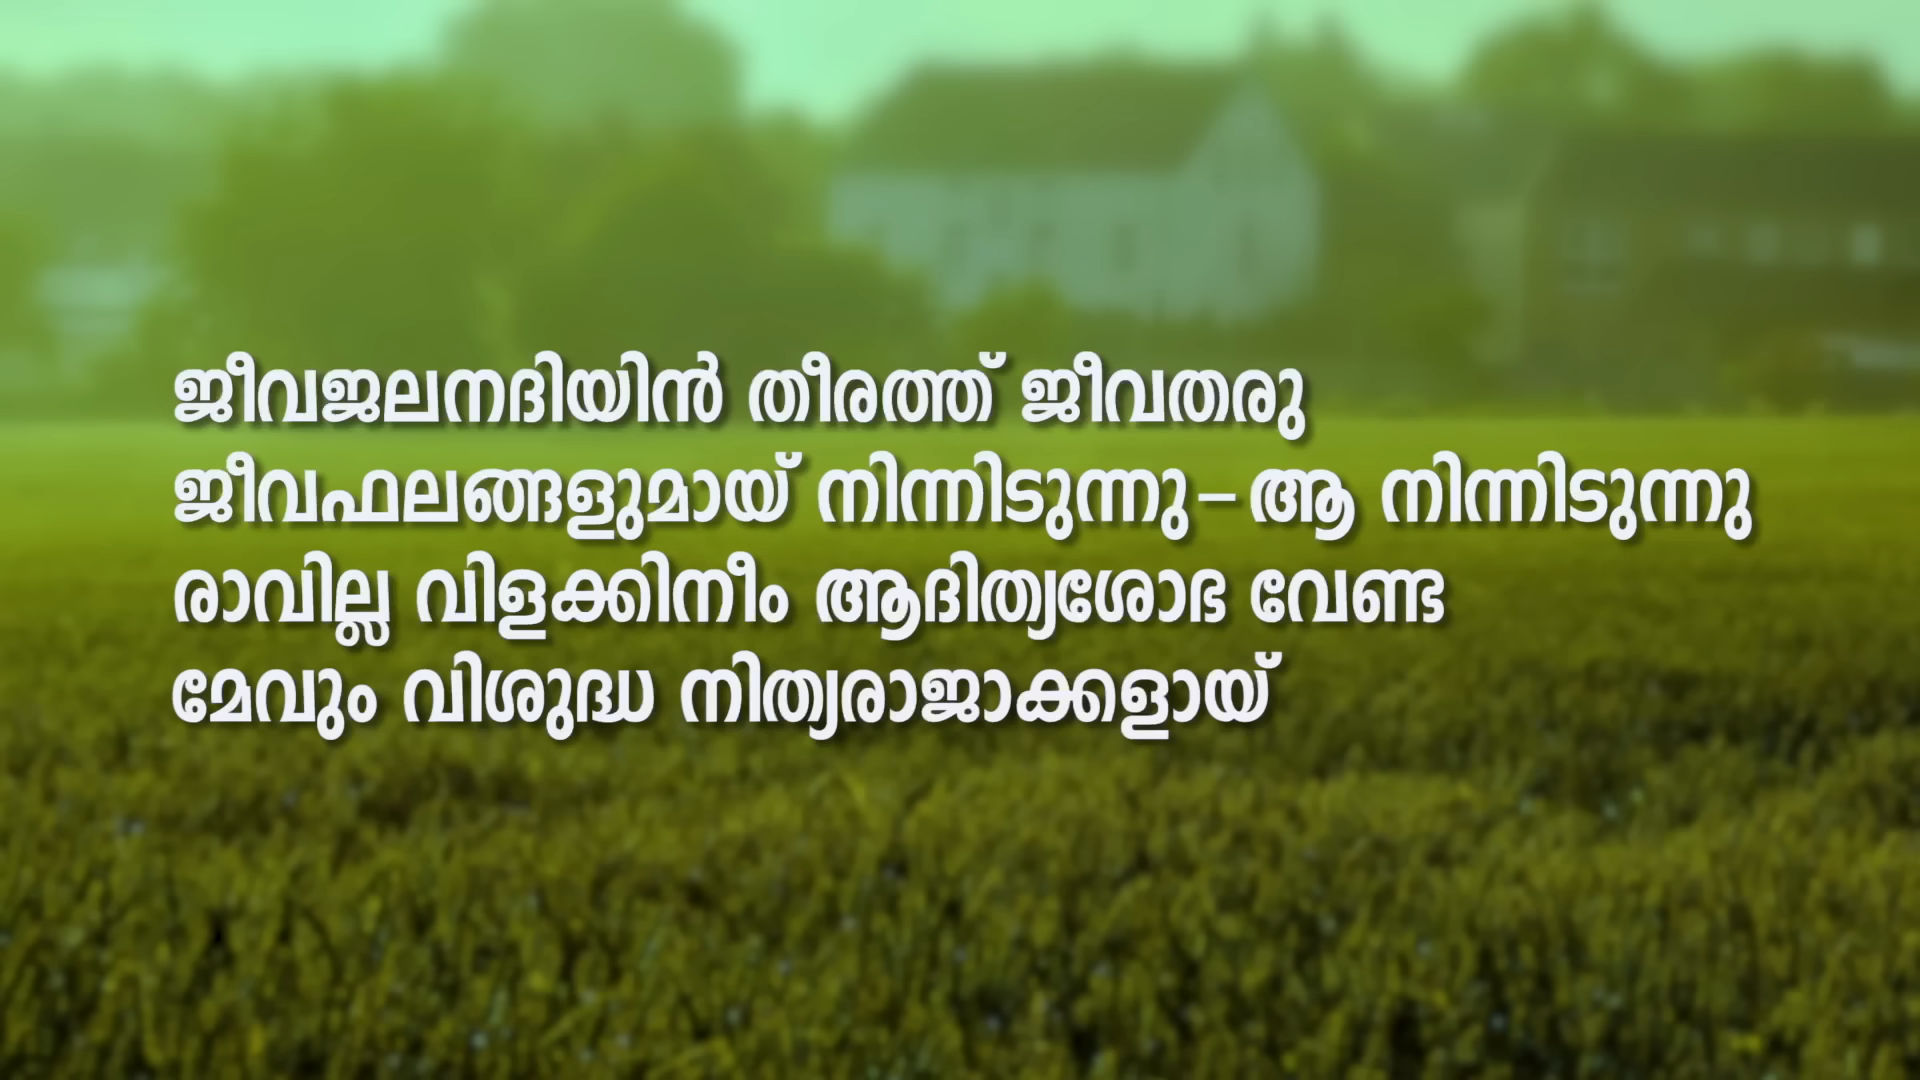 ജീവജലനദിയിൻ തീരത്ത് ജീവതരു
ജീവഫലങ്ങളുമായ് നിന്നിടുന്നു–ആ നിന്നിടുന്നു
രാവില്ല വിളക്കിനീം ആദിത്യശോഭ വേണ്ട
മേവും വിശുദ്ധ നിത്യരാജാക്കളായ്